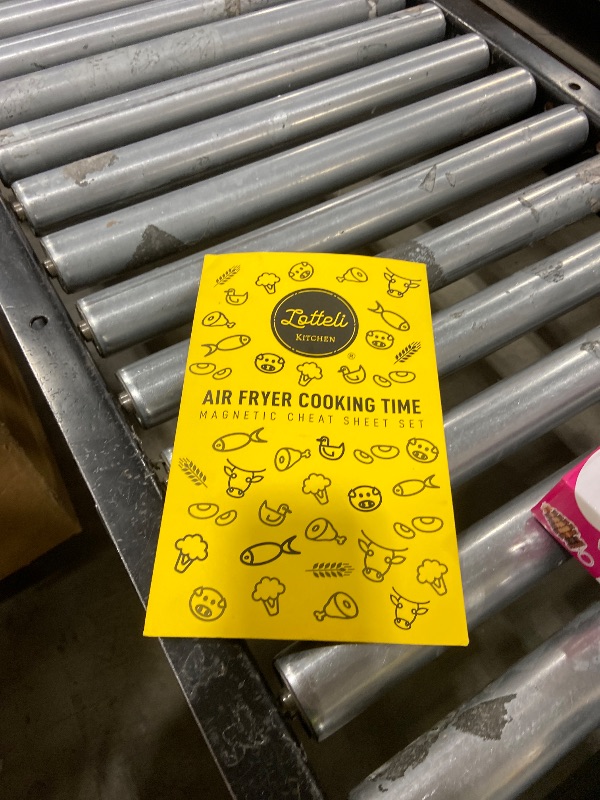 Lotteli
KITCHEN
®
AIR FRYER COOKING TIME
MAGNETIC CHEAT SHEET SET